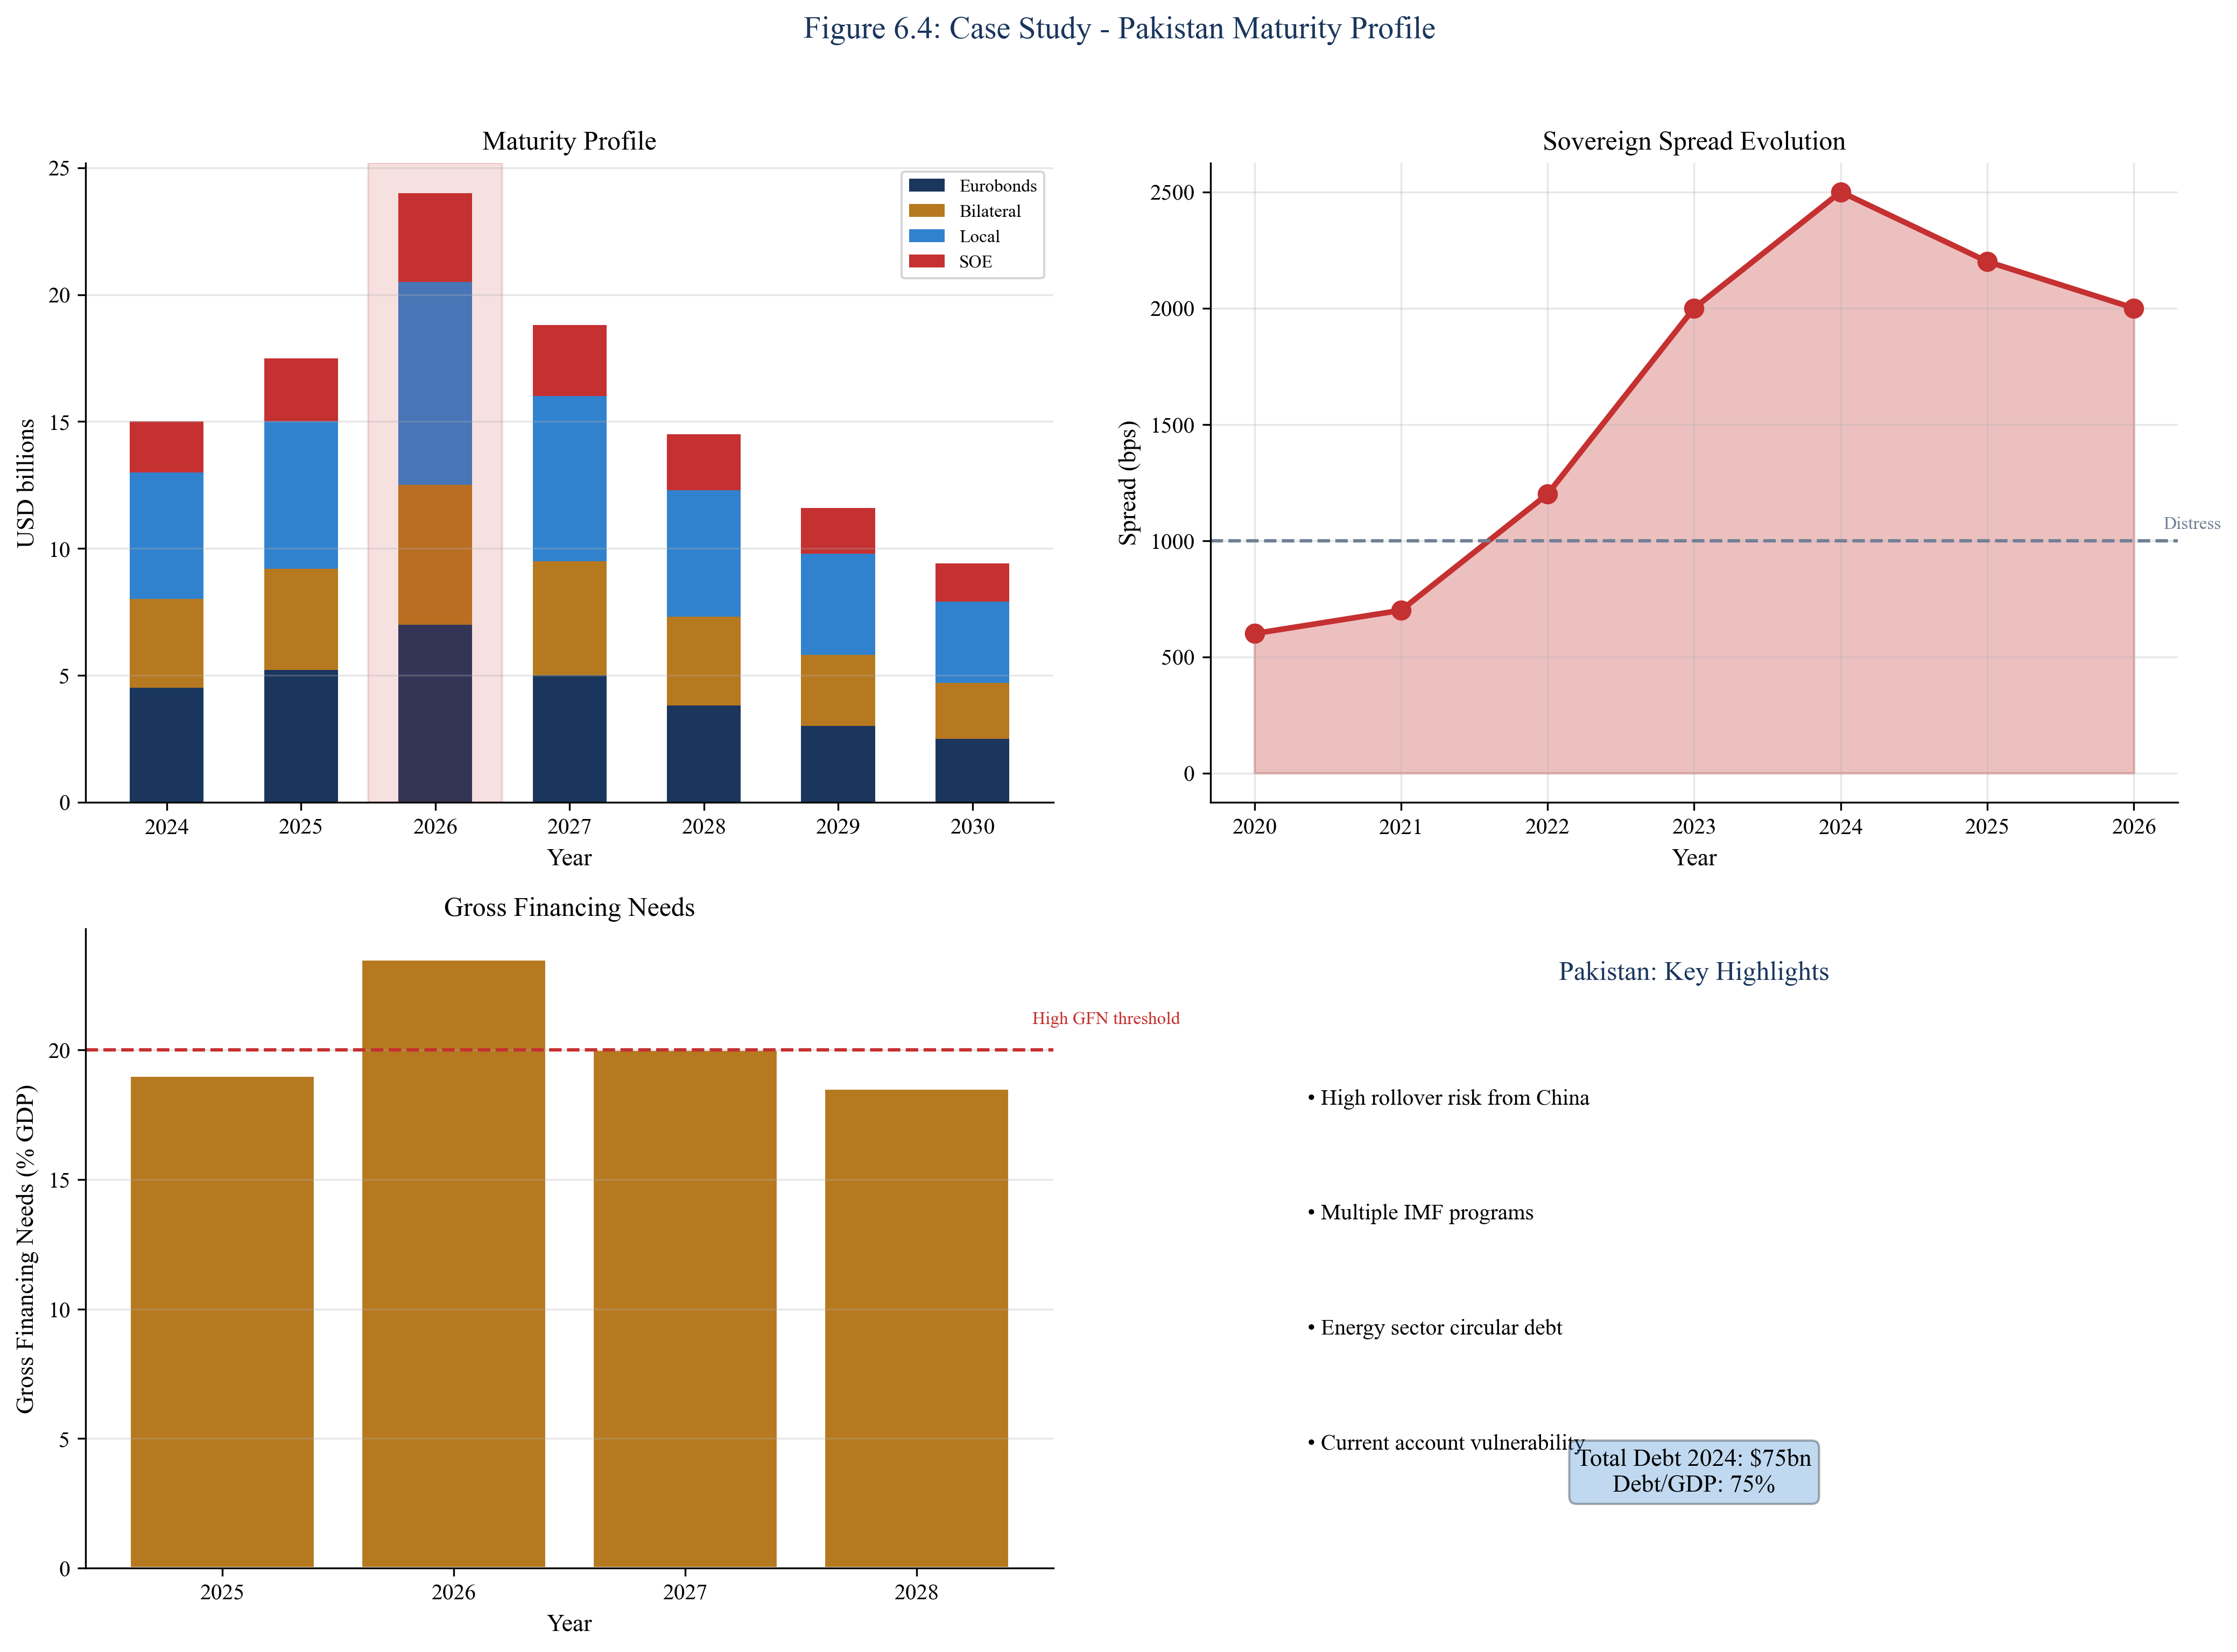 Figure 6.4: Case Study - Pakistan Maturity Profile
Maturity Profile
USD billions
25
20
15
10
5
0
Eurobonds
Bilateral
Local
SOE
2024 2025 2026 2027 2028 2029 2030
Year
Sovereign Spread Evolution
Spread (bps)
2500
2000
1500
1000
500
0
Distress
2020 2021 2022 2023 2024 2025 2026
Year
Gross Financing Needs
Gross Financing Needs (% GDP)
20
15
10
5
0
High GFN threshold
2025 2026 2027 2028
Year
Pakistan: Key Highlights
• High rollover risk from China
• Multiple IMF programs
• Energy sector circular debt
• Current account vulnerability
Total Debt 2024: $75bn
Debt/GDP: 75%